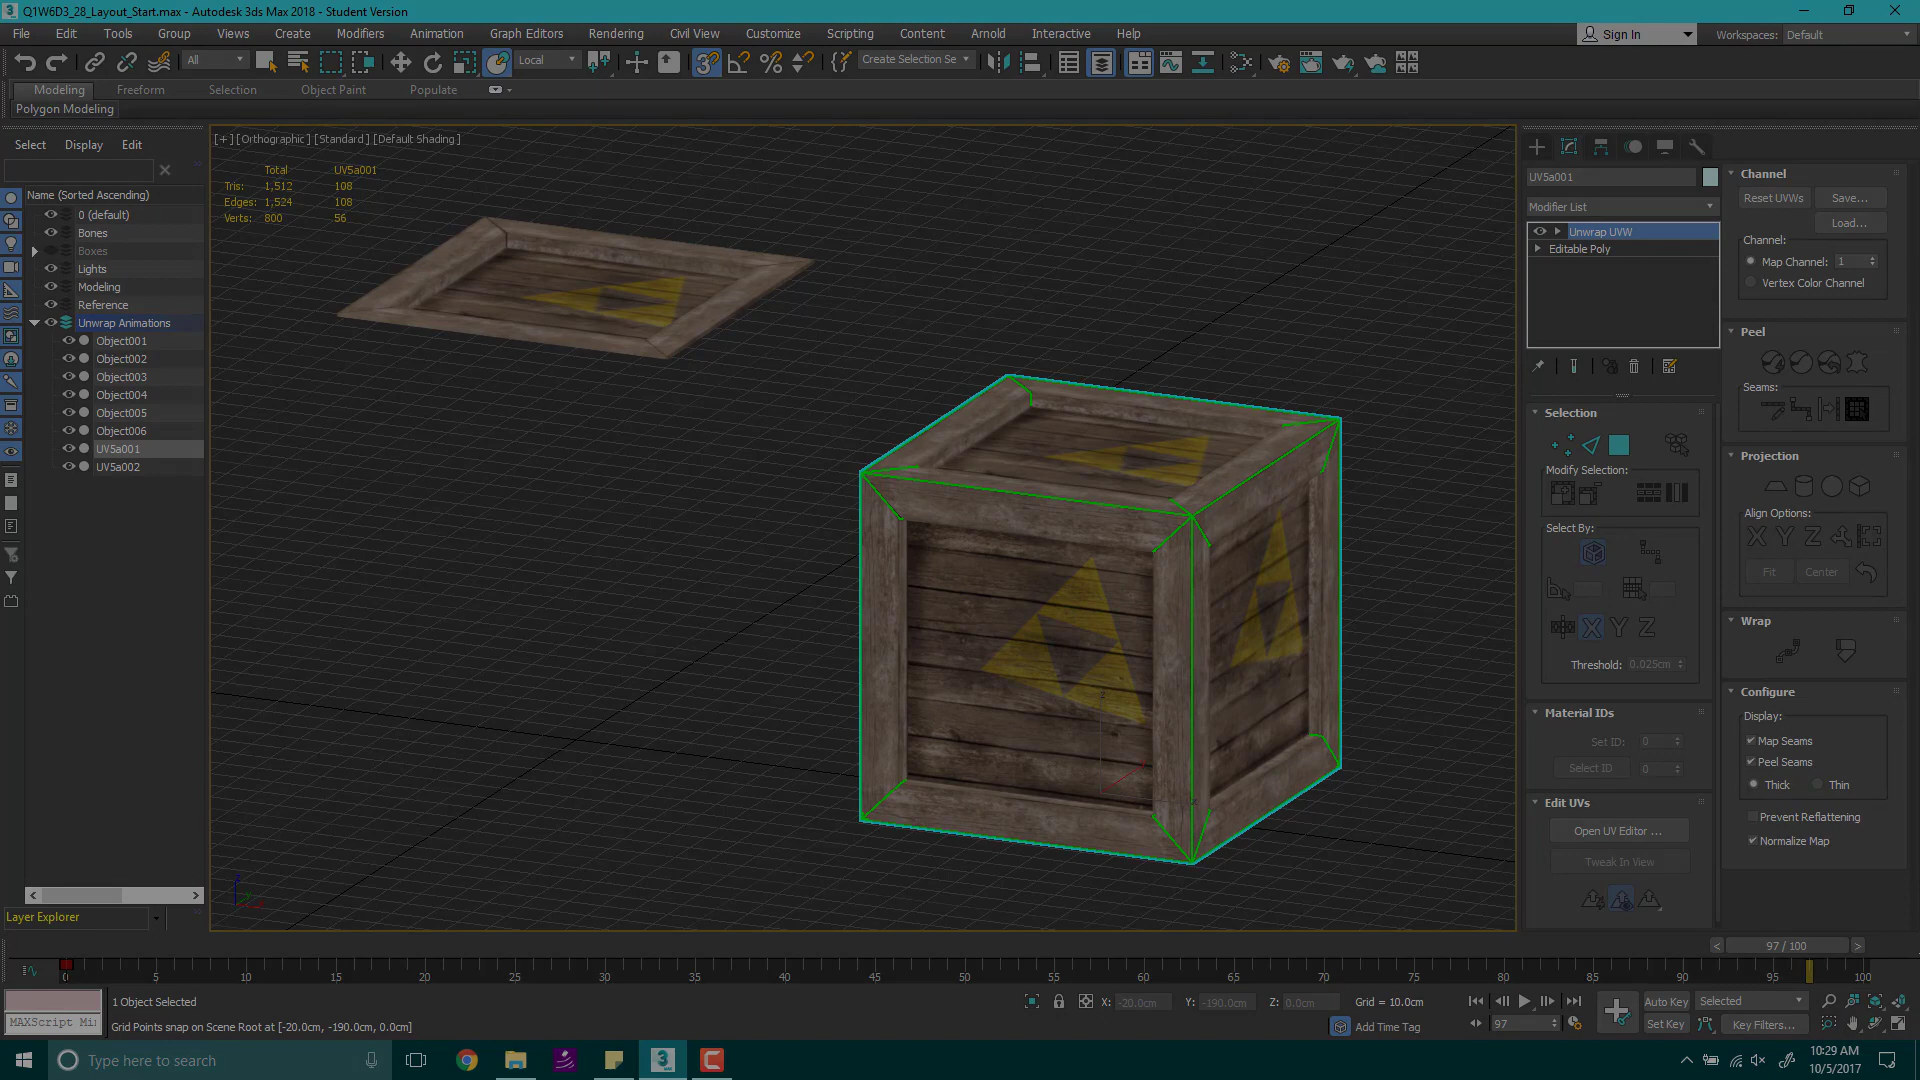 Q1W6D3_28_Layout_Start.max - Autodesk 3ds Max 2018 - Student Version
File Edit Tools Group Views Create Modifiers Animation Graph Editors Rendering Civil View Customize Scripting Content Arnold Interactive Help
Sign In
Workspaces: Default
All
Local
Create Selection Se
Modeling Freeform Selection Object Paint Populate
Polygon Modeling
Select Display Edit
Name (Sorted Ascending)
0 (default)
Bones
Boxes
Lights
Modeling
Reference
Unwrap Animations
Object001
Object002
Object003
Object004
Object005
Object006
UV5a001
UV5a002
Layer Explorer
[+] [Orthographic] [Standard] [Default Shading]
Total UV5a001
Tris: 1,512 108
Edges: 1,524 108
Verts: 800 56
UV5a001
Modifier List
Unwrap UVW
Editable Poly
Selection
Modify Selection:
Select By:
X Y Z
Threshold: 0.025cm
Material IDs
Set ID: 0
Select ID 0
Edit UVs
Open UV Editor ...
Tweak In View
Channel
Reset UVWs Save...
Load...
Channel:
Map Channel: 1
Vertex Color Channel
Peel
Seams:
Projection
Align Options:
X Y Z
Fit Center
Wrap
Configure
Display:
Map Seams
Peel Seams
Thick Thin
Prevent Reflattening
Normalize Map
97 / 100
0 5 10 15 20 25 30 35 40 45 50 55 60 65 70 75 80 85 90 95 100
1 Object Selected
X: -20.0cm Y: -190.0cm Z: 0.0cm Grid = 10.0cm
Auto Key Selected
MAXScript Mi
Grid Points snap on Scene Root at [-20.0cm, -190.0cm, 0.0cm]
Add Time Tag
97
Set Key Key Filters...
Type here to search
10:29 AM
10/5/2017